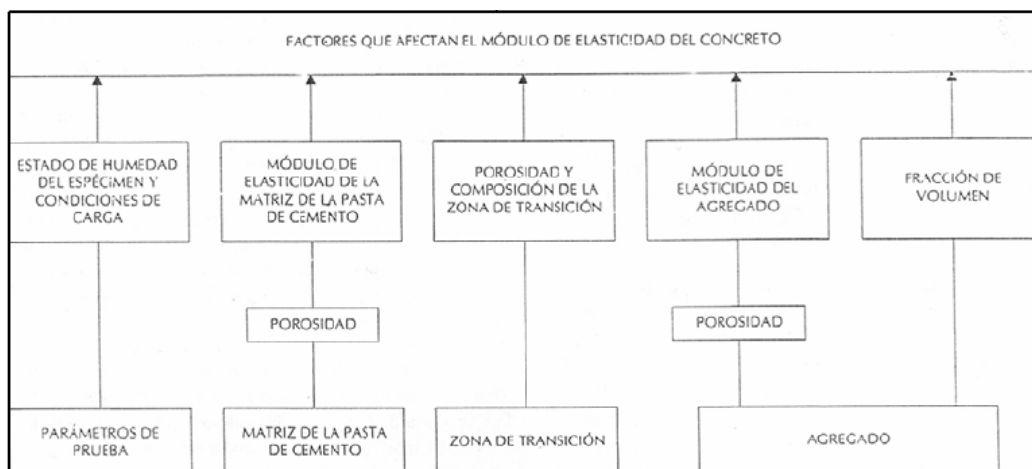 FACTORES QUE AFECTAN EL MÓDULO DE ELASTICIDAD DEL CONCRETO
ESTADO DE HUMEDAD
DEL ESPÉCIMEN Y
CONDICIONES DE
CARGA
MÓDULO DE
ELASTICIDAD DE LA
MATRIZ DE LA PASTA
DE CEMENTO
POROSIDAD Y
COMPOSICIÓN DE LA
ZONA DE TRANSICIÓN
MÓDULO DE
ELASTICIDAD DEL
AGREGADO
FRACCIÓN DE
VOLUMEN
POROSIDAD
POROSIDAD
PARÁMETROS DE
PRUEBA
MATRIZ DE LA PASTA
DE CEMENTO
ZONA DE TRANSICIÓN
AGREGADO